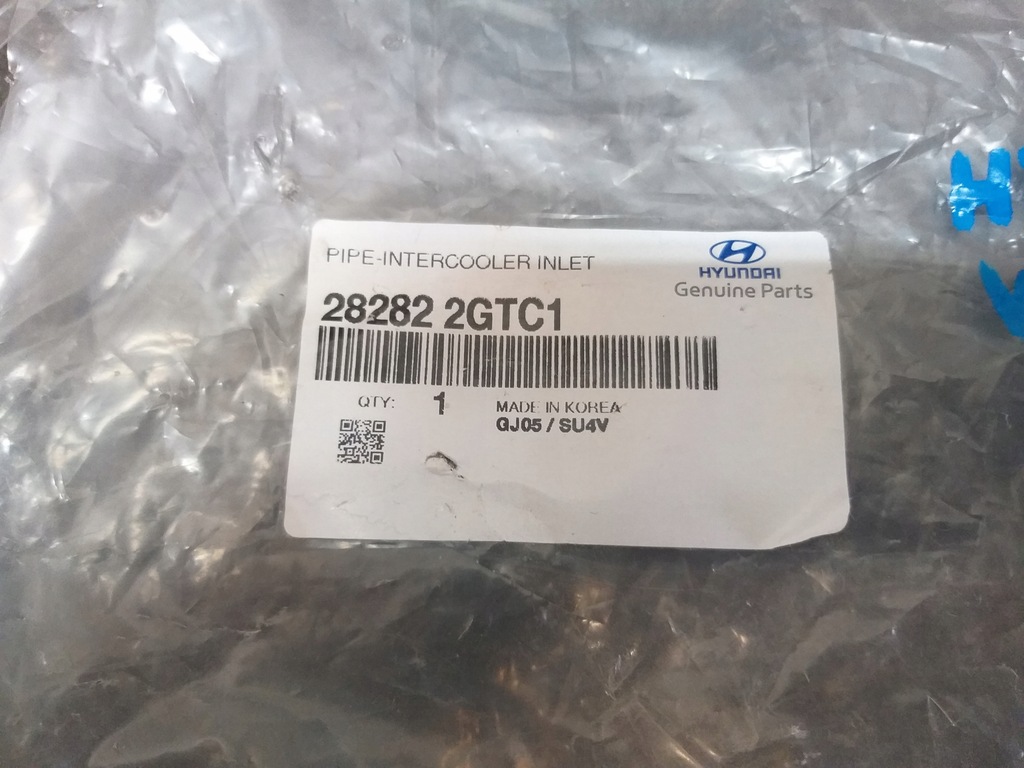 PIPE-INTERCOOLER INLET
HYUNDAI
Genuine Parts
28282 2GTC1
QTY: 1
MADE IN KOREA
GJ05 / SU4V